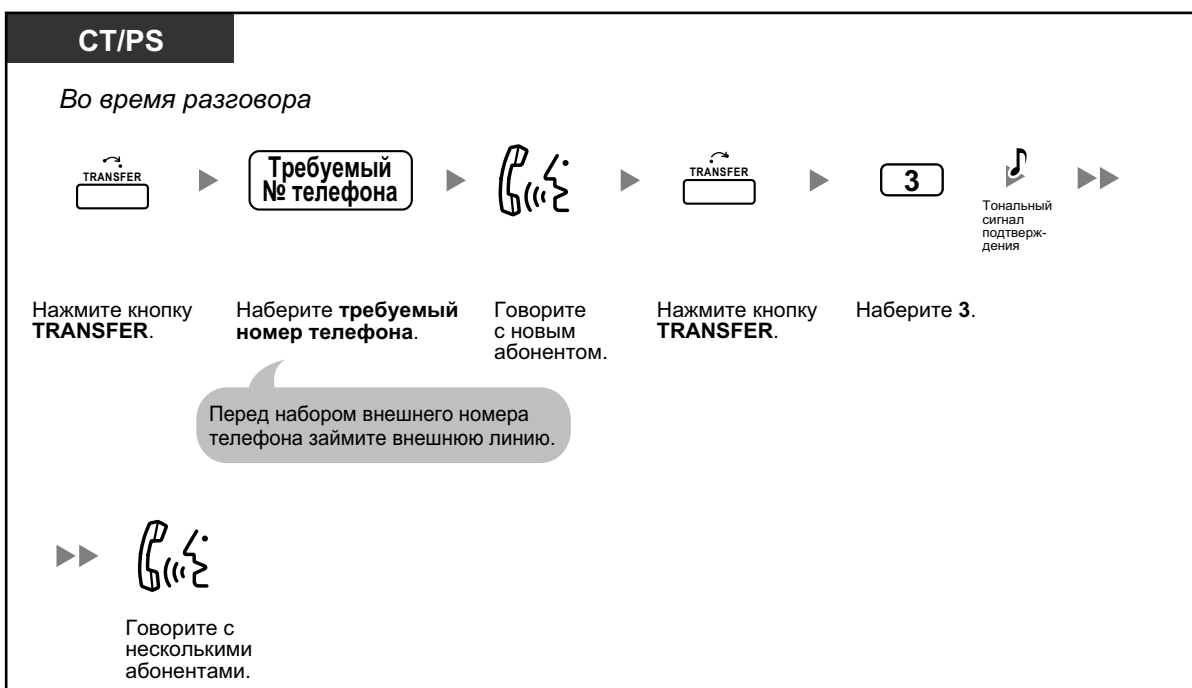 CT/PS
Во время разговора
TRANSFER
Требуемый
№ телефона
TRANSFER
3
Тональный
сигнал
подтверж-
дения
Нажмите кнопку
TRANSFER.
Наберите требуемый
номер телефона.
Говорите
с новым
абонентом.
Нажмите кнопку
TRANSFER.
Наберите 3.
Перед набором внешнего номера
телефона займите внешнюю линию.
Говорите с
несколькими
абонентами.